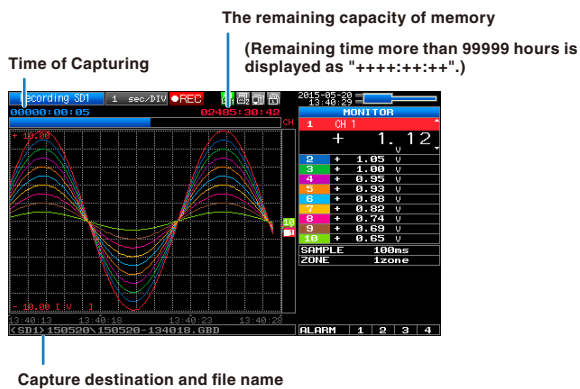 The remaining capacity of memory
(Remaining time more than 99999 hours is
displayed as "++++:++:++".)
Time of Capturing
Recording SD1 1 sec/DIV ●REC
2015-05-20
13:40:29
00000:00:05 02485:30:42
CH
MONITOR
1 CH 1
+ 1. 12
V
+ 10.00
2 + 1.05 V
3 + 1.00 V
4 + 0.95 V
5 + 0.93 V
6 + 0.88 V
7 + 0.82 V
8 + 0.74 V
9 + 0.69 V
10 + 0.65 V
10
1
SAMPLE 100ms
ZONE 1zone
- 10.00 [ V ]
13:40:13 13:40:18 13:40:23 13:40:28
<SD1>150520\150520-134018.GBD
ALARM 1 2 3 4
Capture destination and file name